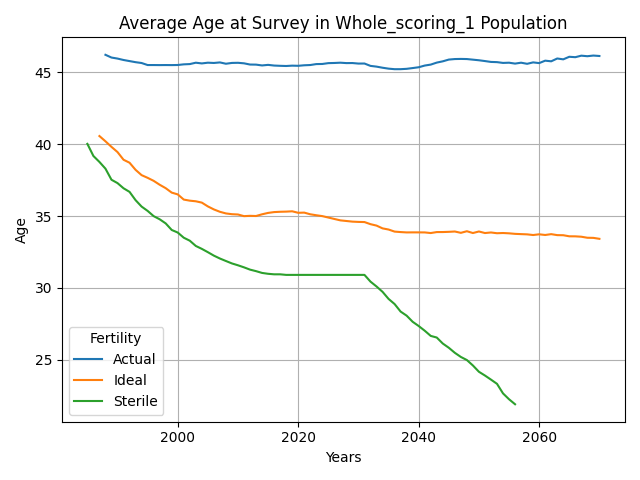 Average Age at Survey in Whole_scoring_1 Population
Age
45
40
35
30
25
Fertility
Actual
Ideal
Sterile
2000 2020 2040 2060
Years